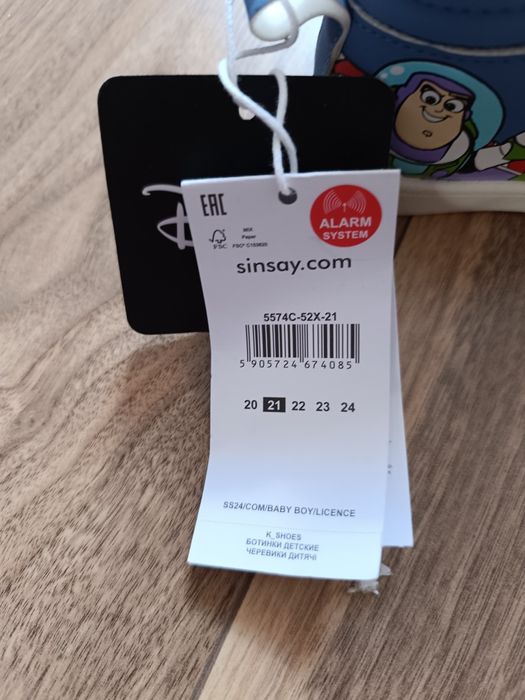 EAC
FSC
MIX
Paper
FSC® C153620
ALARM
SYSTEM
sinsay.com
5574C-52X-21
5 905724 674085
20 21 22 23 24
SS24/COM/BABY BOY/LICENCE
K_SHOES
БОТИНКИ ДЕТСКИЕ
ЧЕРЕВИКИ ДИТЯЧІ